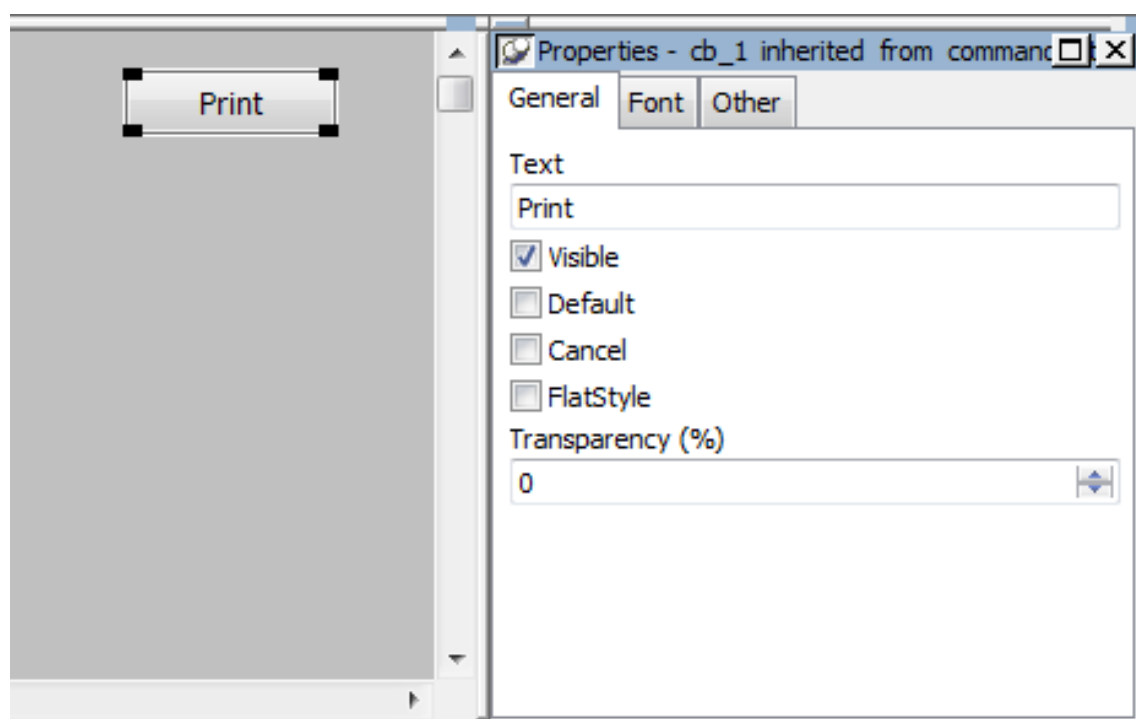 Print
Properties - cb_1 inherited from command
General Font Other
Text
Print
Visible
Default
Cancel
FlatStyle
Transparency (%)
0